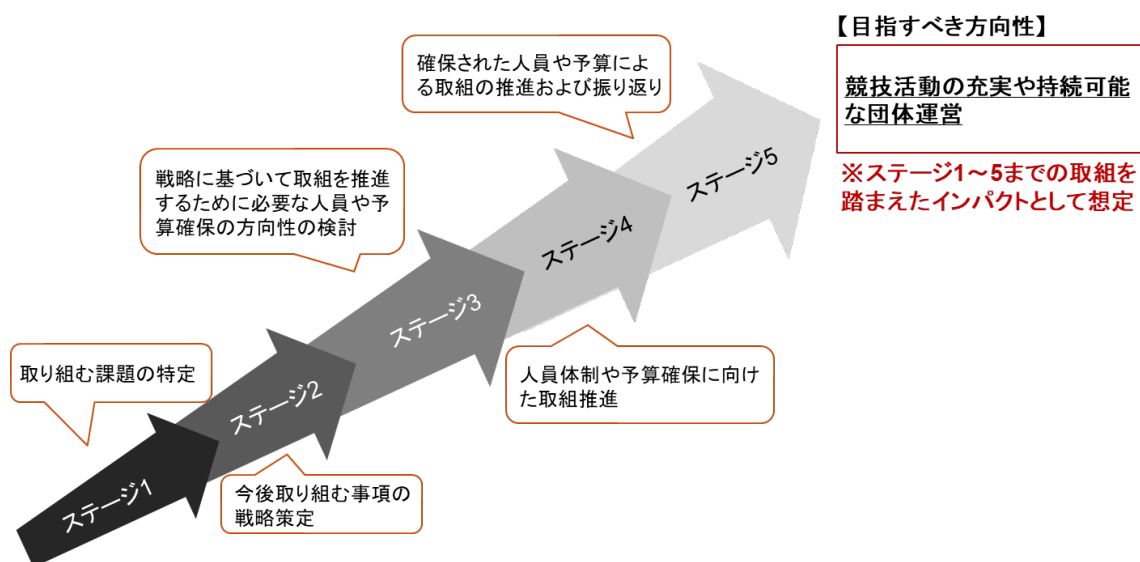 【目指すべき方向性】
競技活動の充実や持続可能
な団体運営
※ステージ1～5までの取組を
踏まえたインパクトとして想定
確保された人員や予算によ
る取組の推進および振り返り
ステージ5
戦略に基づいて取組を推進
するために必要な人員や予
算確保の方向性の検討
ステージ4
ステージ3
人員体制や予算確保に向け
た取組推進
取り組む課題の特定
ステージ2
ステージ1
今後取り組む事項の
戦略策定